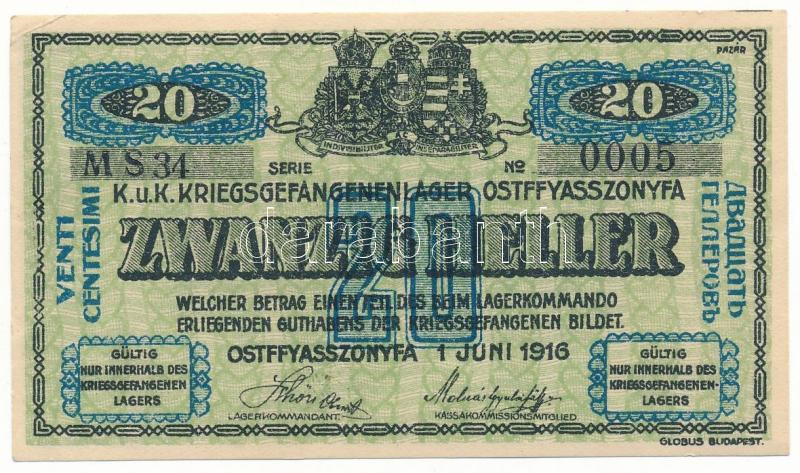 PAZÁR
20
20
INDIVISIBILITER AC INSEPARABILITER
M S 34 SERIE No 0005
K.u.K. KRIEGSGEFANGENENLAGER OSTFFYASSZONYFA
VENTI
CENTESIMI
ZWANZIG HELLER
20
ДВАДЦАТЬ
ГЕЛЛЕРОВЪ
darabanth
WELCHER BETRAG EINEN TEIL DES BEIM LAGERKOMMANDO
ERLIEGENDEN GUTHABENS DER KRIEGSGEFANGENEN BILDET.
OSTFFYASSZONYFA 1 JUNI 1916
GÜLTIG
NUR INNERHALB DES
KRIEGSGEFANGENEN
LAGERS
LAGERKOMMANDANT.
KASSAKOMMISSIONSMITGLIED
GÜLTIG
NUR INNERHALB DES
KRIEGSGEFANGENEN-
LAGERS
GLOBUS BUDAPEST.